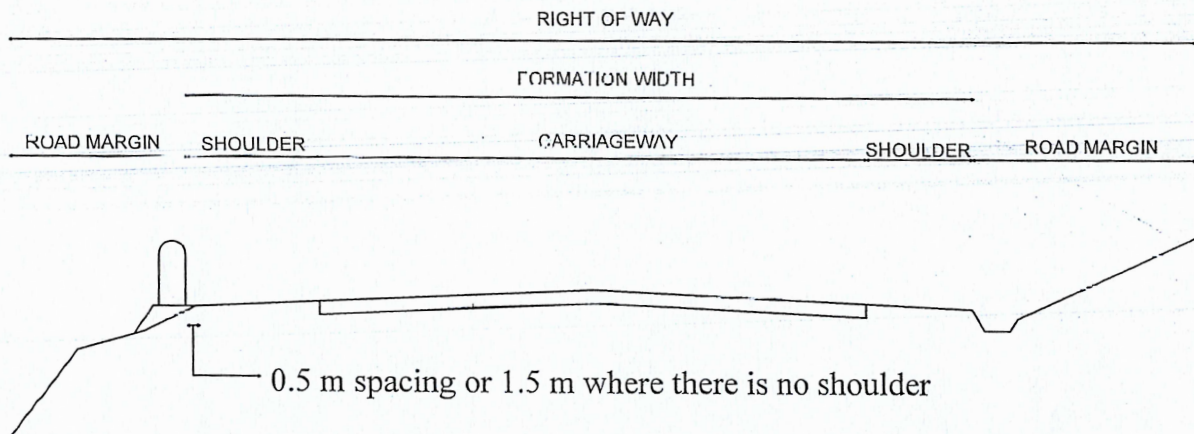 RIGHT OF WAY
FORMATION WIDTH
ROAD MARGIN SHOULDER CARRIAGEWAY SHOULDER ROAD MARGIN
0.5 m spacing or 1.5 m where there is no shoulder